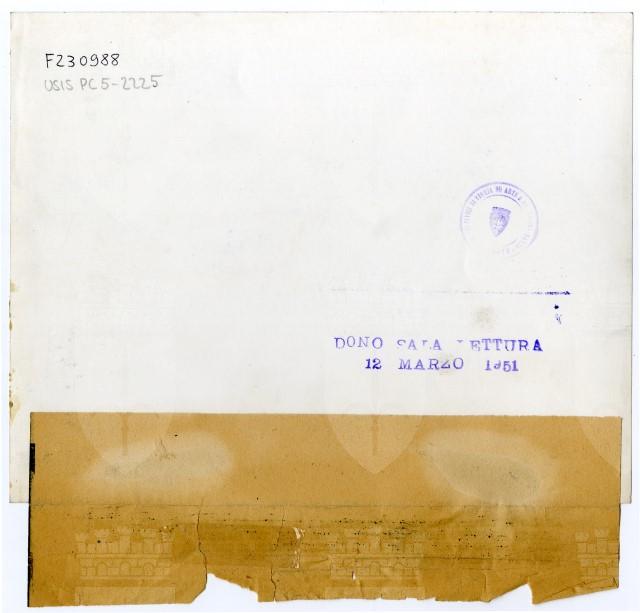 F230988
USIS PC5-2225
DONO SALA LETTURA
12 MARZO 1951